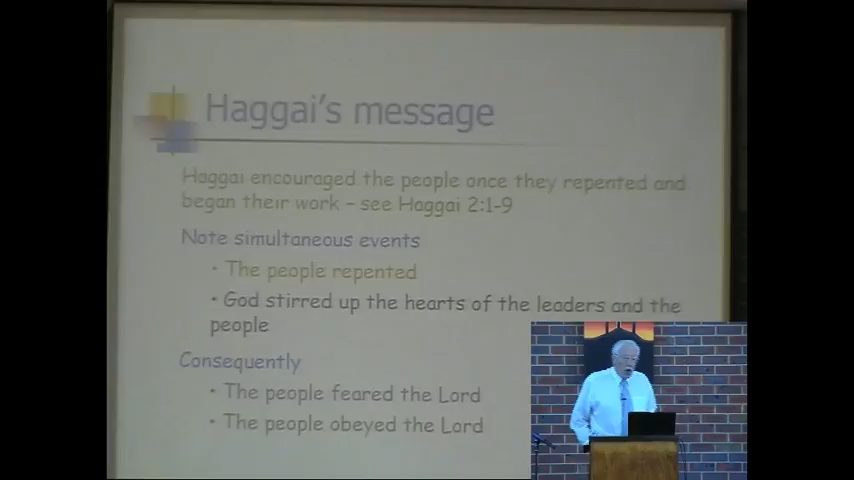 Haggai's message
Haggai encouraged the people once they repented and
began their work – see Haggai 2:1-9
Note simultaneous events
• The people repented
• God stirred up the hearts of the leaders and the
people
Consequently
• The people feared the Lord
• The people obeyed the Lord